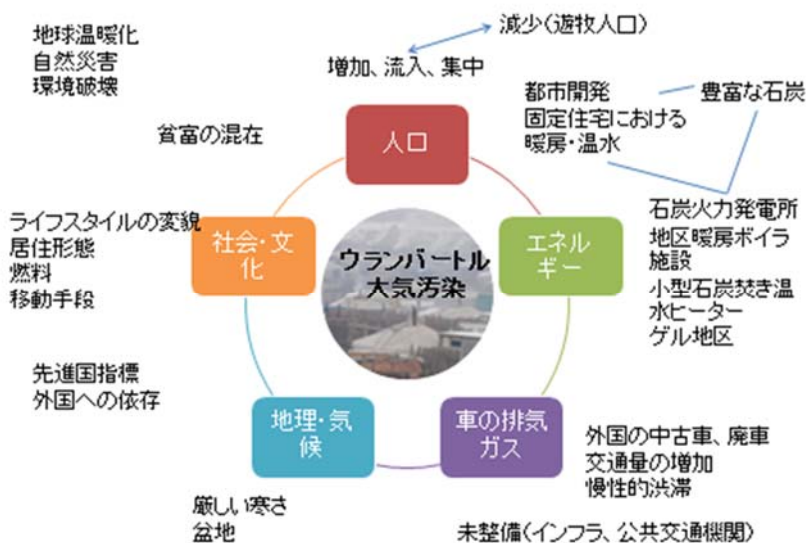 地球温暖化
自然災害
環境破壊
減少(遊牧人口)
増加、流入、集中
都市開発
固定住宅における
暖房・温水
豊富な石炭
貧富の混在
人口
ライフスタイルの変貌
居住形態
燃料
移動手段
社会・文
化
ウランバートル
大気汚染
エネル
ギー
石炭火力発電所
地区暖房ボイラ
施設
小型石炭焚き温
水ヒーター
ゲル地区
先進国指標
外国への依存
地理・気
候
車の排気
ガス
外国の中古車、廃車
交通量の増加
慢性的渋滞
厳しい寒さ
盆地
未整備(インフラ、公共交通機関)